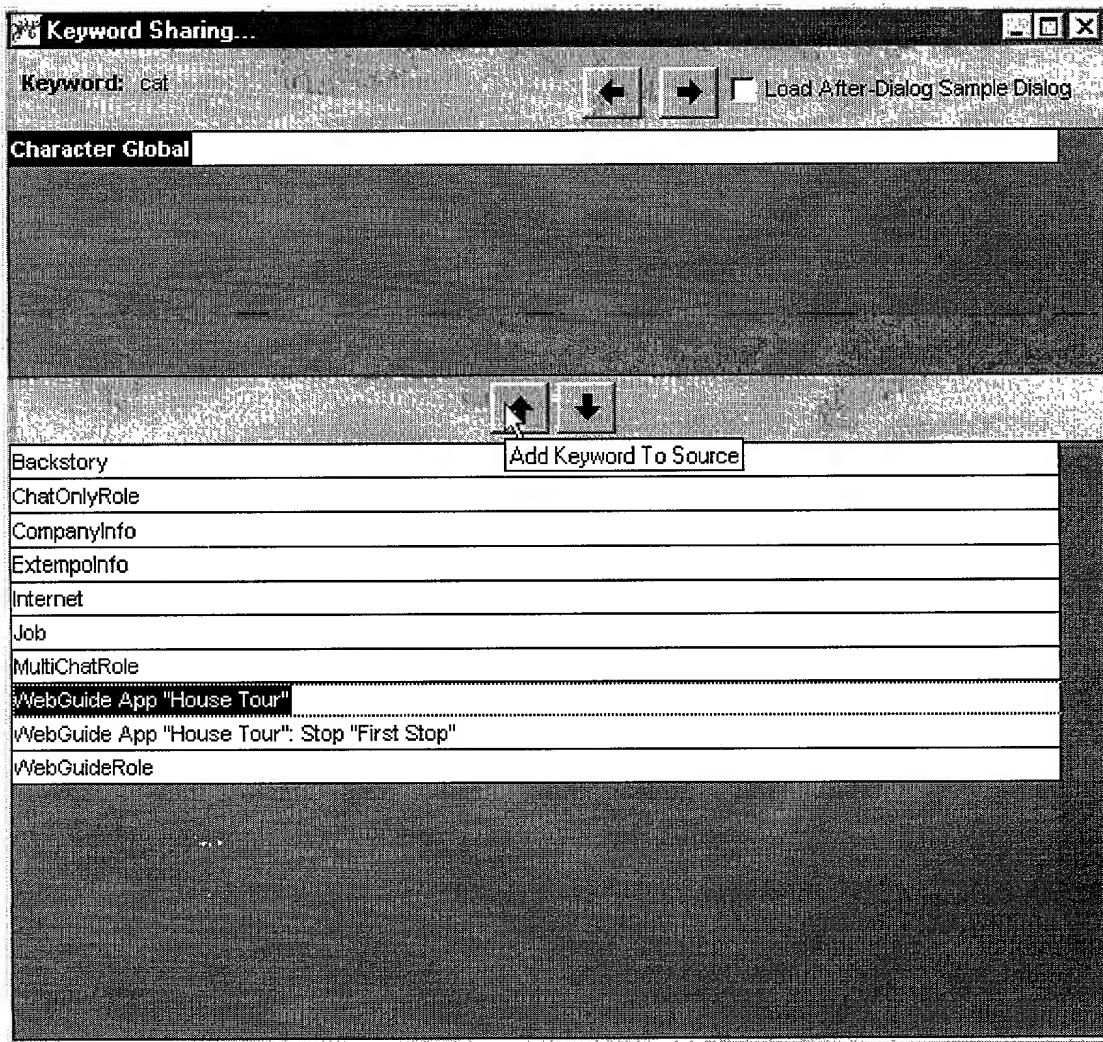 Keyword Sharing...
Keyword: cat
Load After-Dialog Sample Dialog
Character Global
Add Keyword To Source
Backstory
ChatOnlyRole
CompanyInfo
ExtempoInfo
Internet
Job
MultiChatRole
WebGuide App "House Tour"
WebGuide App "House Tour": Stop "First Stop"
WebGuideRole